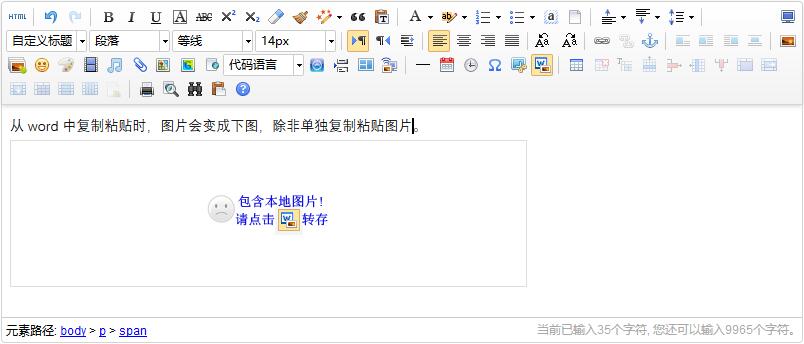 HTML
B I U A ABC X² X₂
A ab
a
自定义标题 段落 等线 14px
代码语言
Ω
从 word 中复制粘贴时，图片会变成下图，除非单独复制粘贴图片。
包含本地图片！
请点击 W 转存
元素路径: body > p > span
当前已输入35个字符, 您还可以输入9965个字符。